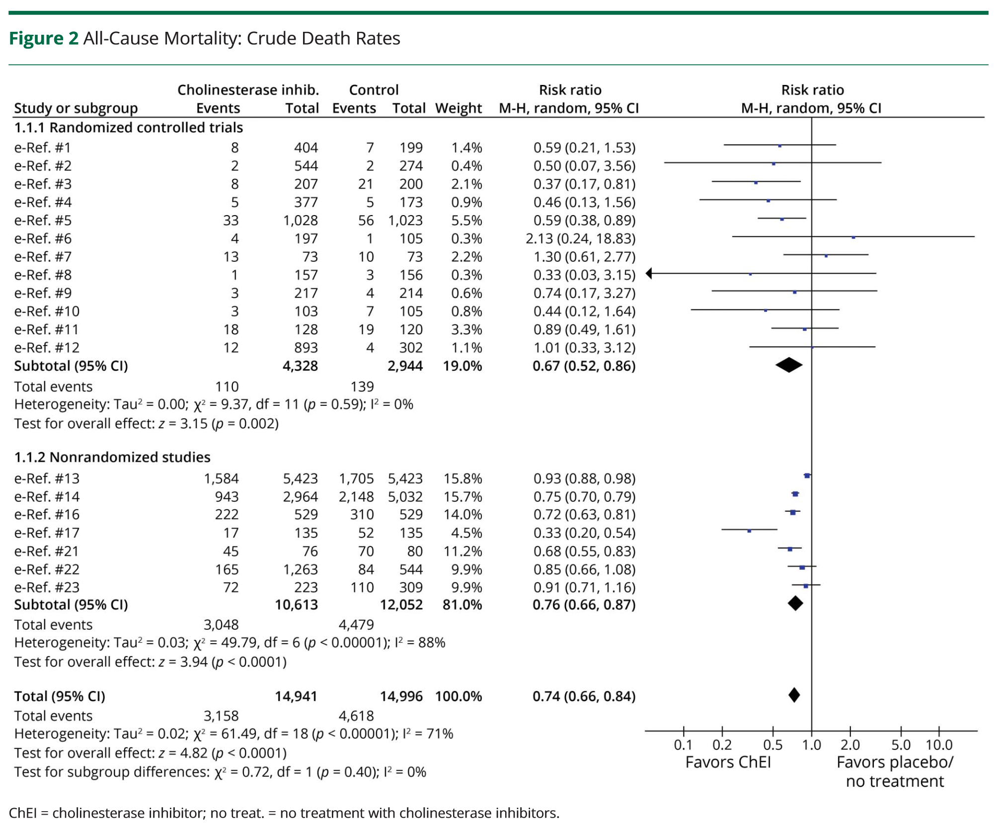 Figure 2 All-Cause Mortality: Crude Death Rates
Cholinesterase inhib. Control Risk ratio Risk ratio
Study or subgroup Events Total Events Total Weight M-H, random, 95% CI M-H, random, 95% CI
1.1.1 Randomized controlled trials
e-Ref. #1 8 404 7 199 1.4% 0.59 (0.21, 1.53)
e-Ref. #2 2 544 2 274 0.4% 0.50 (0.07, 3.56)
e-Ref. #3 8 207 21 200 2.1% 0.37 (0.17, 0.81)
e-Ref. #4 5 377 5 173 0.9% 0.46 (0.13, 1.56)
e-Ref. #5 33 1,028 56 1,023 5.5% 0.59 (0.38, 0.89)
e-Ref. #6 4 197 1 105 0.3% 2.13 (0.24, 18.83)
e-Ref. #7 13 73 10 73 2.2% 1.30 (0.61, 2.77)
e-Ref. #8 1 157 3 156 0.3% 0.33 (0.03, 3.15)
e-Ref. #9 3 217 4 214 0.6% 0.74 (0.17, 3.27)
e-Ref. #10 3 103 7 105 0.8% 0.44 (0.12, 1.64)
e-Ref. #11 18 128 19 120 3.3% 0.89 (0.49, 1.61)
e-Ref. #12 12 893 4 302 1.1% 1.01 (0.33, 3.12)
Subtotal (95% CI) 4,328 2,944 19.0% 0.67 (0.52, 0.86)
Total events 110 139
Heterogeneity: Tau² = 0.00; χ² = 9.37, df = 11 (p = 0.59); I² = 0%
Test for overall effect: z = 3.15 (p = 0.002)
1.1.2 Nonrandomized studies
e-Ref. #13 1,584 5,423 1,705 5,423 15.8% 0.93 (0.88, 0.98)
e-Ref. #14 943 2,964 2,148 5,032 15.7% 0.75 (0.70, 0.79)
e-Ref. #16 222 529 310 529 14.0% 0.72 (0.63, 0.81)
e-Ref. #17 17 135 52 135 4.5% 0.33 (0.20, 0.54)
e-Ref. #21 45 76 70 80 11.2% 0.68 (0.55, 0.83)
e-Ref. #22 165 1,263 84 544 9.9% 0.85 (0.66, 1.08)
e-Ref. #23 72 223 110 309 9.9% 0.91 (0.71, 1.16)
Subtotal (95% CI) 10,613 12,052 81.0% 0.76 (0.66, 0.87)
Total events 3,048 4,479
Heterogeneity: Tau² = 0.03; χ² = 49.79, df = 6 (p < 0.00001); I² = 88%
Test for overall effect: z = 3.94 (p < 0.0001)
Total (95% CI) 14,941 14,996 100.0% 0.74 (0.66, 0.84)
Total events 3,158 4,618
Heterogeneity: Tau² = 0.02; χ² = 61.49, df = 18 (p < 0.00001); I² = 71%
Test for overall effect: z = 4.82 (p < 0.0001)
Test for subgroup differences: χ² = 0.72, df = 1 (p = 0.40); I² = 0%
0.1 0.2 0.5 1.0 2.0 5.0 10.0
Favors ChEI Favors placebo/
no treatment
ChEI = cholinesterase inhibitor; no treat. = no treatment with cholinesterase inhibitors.